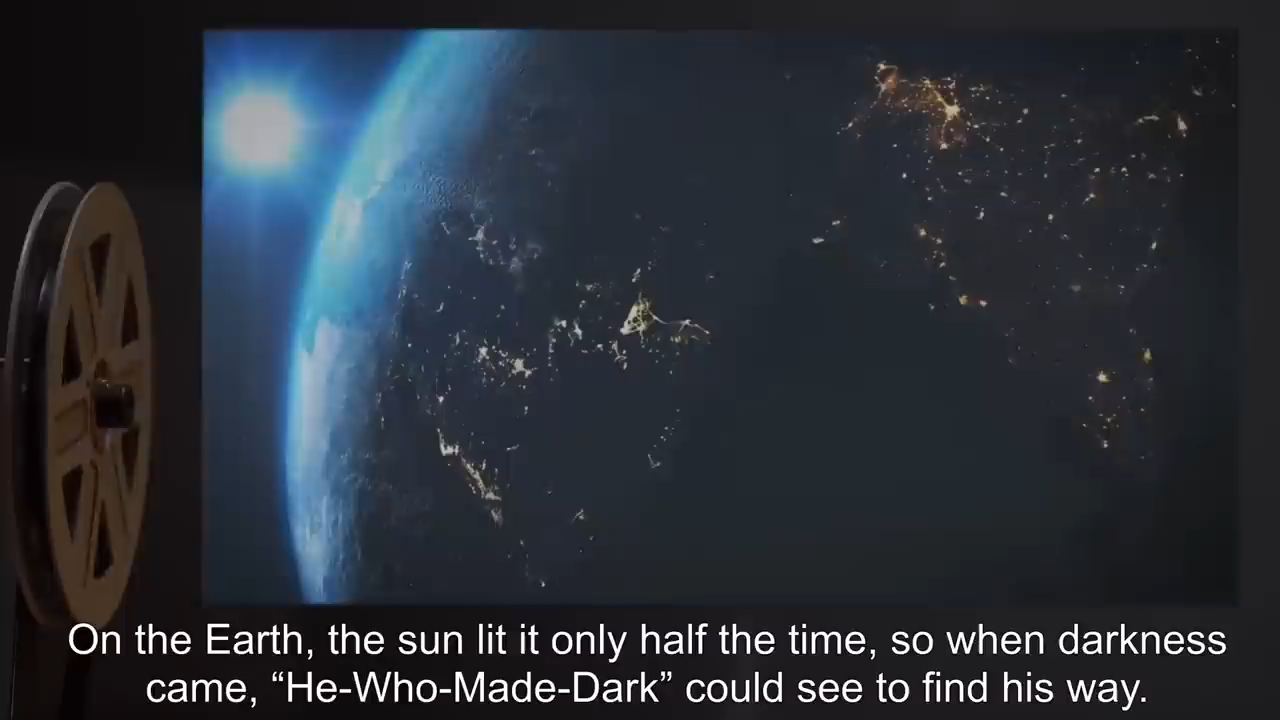 On the Earth, the sun lit it only half the time, so when darkness
came, “He-Who-Made-Dark” could see to find his way.